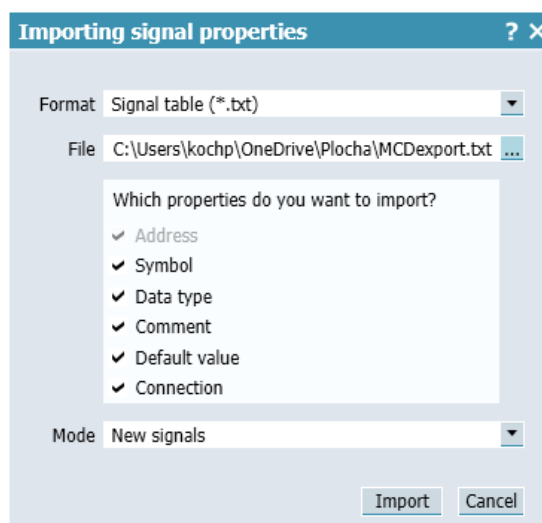 Importing signal properties ? ×
Format Signal table (*.txt)
File C:\Users\kochp\OneDrive\Plocha\MCDexport.txt ...
Which properties do you want to import?
Address
Symbol
Data type
Comment
Default value
Connection
Mode New signals
Import Cancel